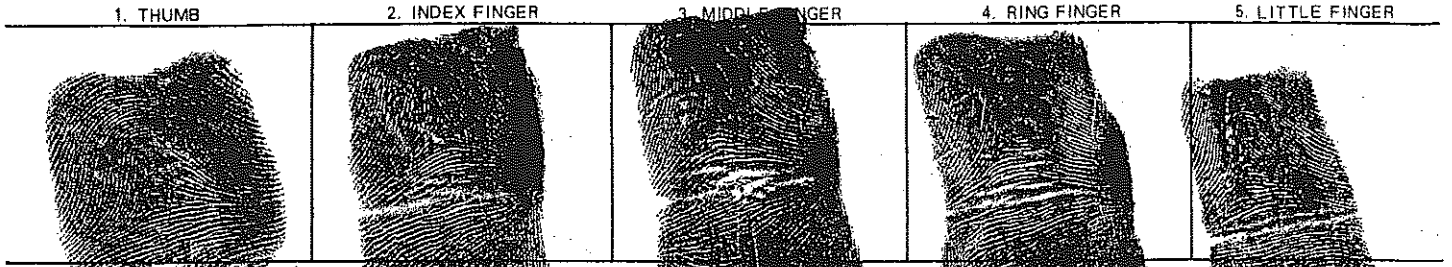 1. THUMB 2. INDEX FINGER 3. MIDDLE FINGER 4. RING FINGER 5. LITTLE FINGER